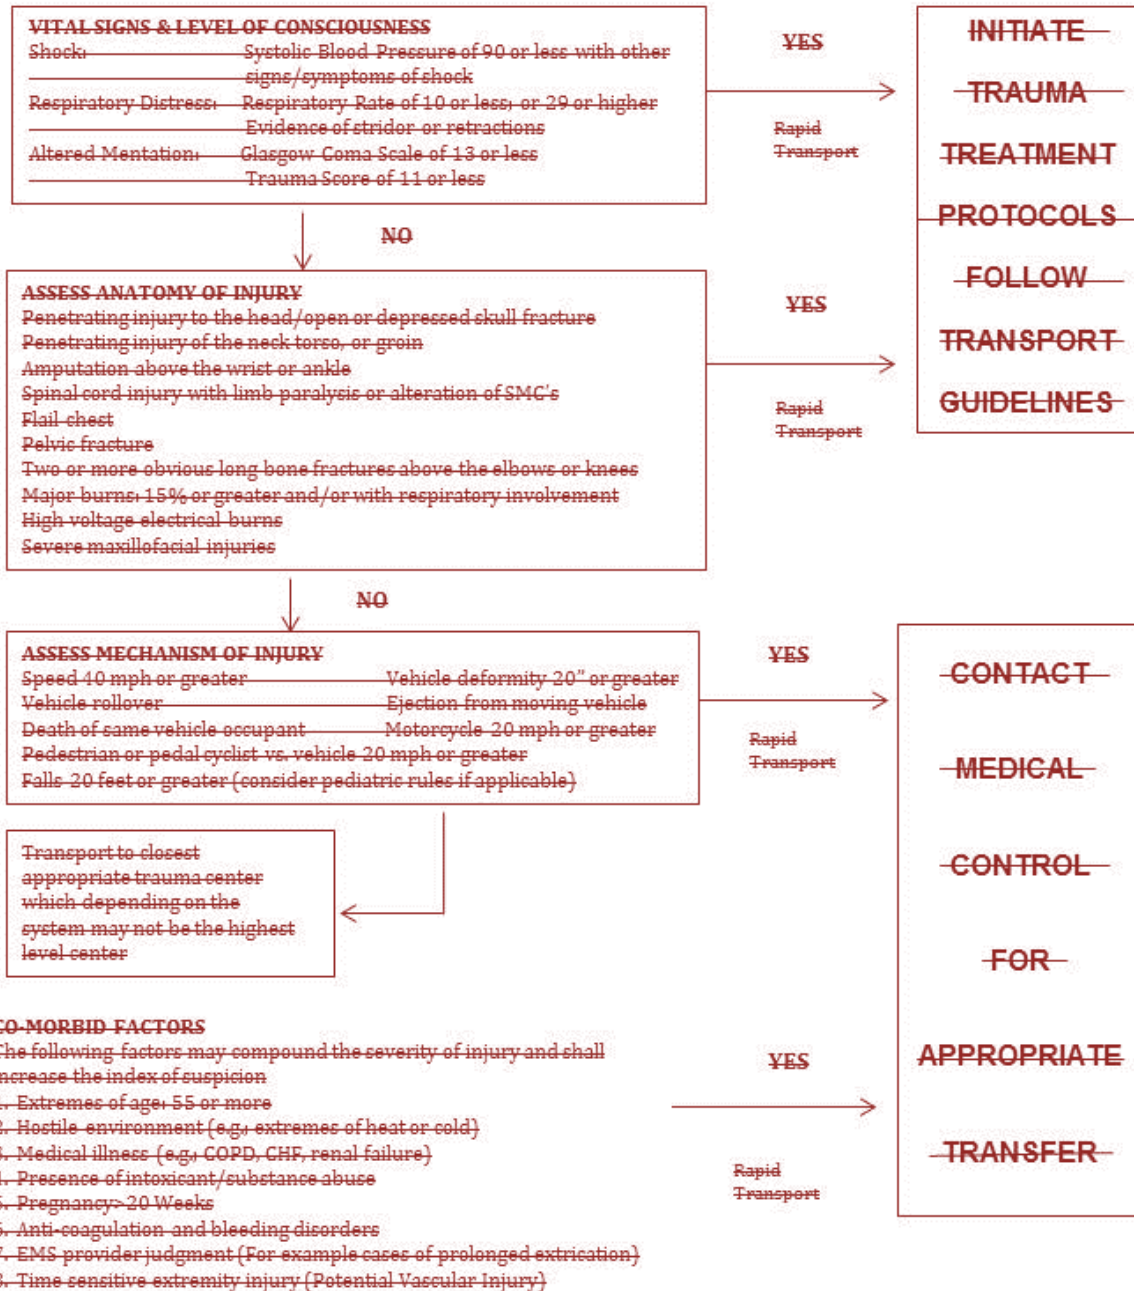 VITAL SIGNS & LEVEL OF CONSCIOUSNESS
Shock: Systolic Blood Pressure of 90 or less with other
signs/symptoms of shock
Respiratory Distress: Respiratory Rate of 10 or less; or 29 or higher
Evidence of stridor or retractions
Altered Mentation: Glasgow Coma Scale of 13 or less
Trauma Score of 11 or less
YES
Rapid
Transport
INITIATE
TRAUMA
TREATMENT
PROTOCOLS
FOLLOW
TRANSPORT
GUIDELINES
NO
ASSESS ANATOMY OF INJURY
Penetrating injury to the head/open or depressed skull fracture
Penetrating injury of the neck torso, or groin
Amputation above the wrist or ankle
Spinal cord injury with limb paralysis or alteration of SMC's
Flail chest
Pelvic fracture
Two or more obvious long bone fractures above the elbows or knees
Major burns: 15% or greater and/or with respiratory involvement
High voltage electrical burns
Severe maxillofacial injuries
YES
Rapid
Transport
NO
ASSESS MECHANISM OF INJURY
Speed 40 mph or greater Vehicle deformity 20" or greater
Vehicle rollover Ejection from moving vehicle
Death of same vehicle occupant Motorcycle 20 mph or greater
Pedestrian or pedal cyclist vs. vehicle 20 mph or greater
Falls 20 feet or greater (consider pediatric rules if applicable)
YES
Rapid
Transport
CONTACT
MEDICAL
CONTROL
FOR
APPROPRIATE
TRANSFER
Transport to closest
appropriate trauma center
which depending on the
system may not be the highest
level center
CO-MORBID FACTORS
The following factors may compound the severity of injury and shall
increase the index of suspicion
1. Extremes of age: 55 or more
2. Hostile environment (e.g., extremes of heat or cold)
3. Medical illness (e.g., COPD, CHF, renal failure)
4. Presence of intoxicant/substance abuse
5. Pregnancy>20 Weeks
6. Anti-coagulation and bleeding disorders
7. EMS provider judgment (For example cases of prolonged extrication)
8. Time sensitive extremity injury (Potential Vascular Injury)
YES
Rapid
Transport